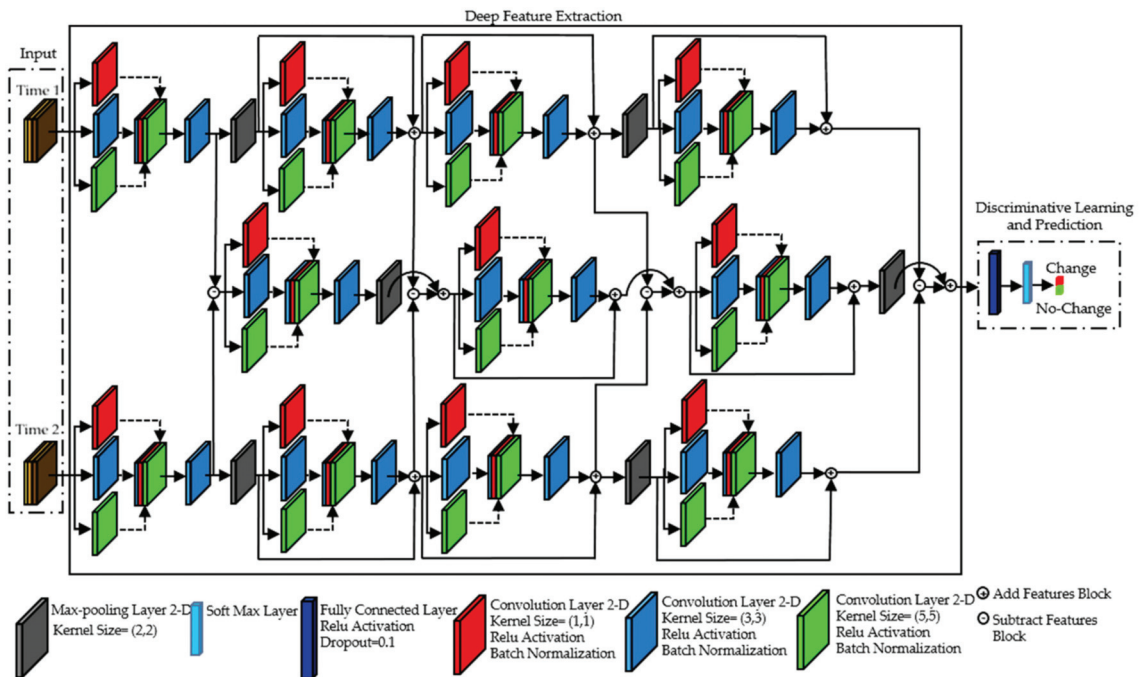 Deep Feature Extraction
Input
Time 1
Time 2
Discriminative Learning
and Prediction
Change
No-Change
Max-pooling Layer 2-D
Kernel Size= (2,2)
Soft Max Layer
Fully Connected Layer
Relu Activation
Dropout=0.1
Convolution Layer 2-D
Kernel Size= (1,1)
Relu Activation
Batch Normalization
Convolution Layer 2-D
Kernel Size= (3,3)
Relu Activation
Batch Normalization
Convolution Layer 2-D
Kernel Size= (5,5)
Relu Activation
Batch Normalization
Add Features Block
Subtract Features
Block